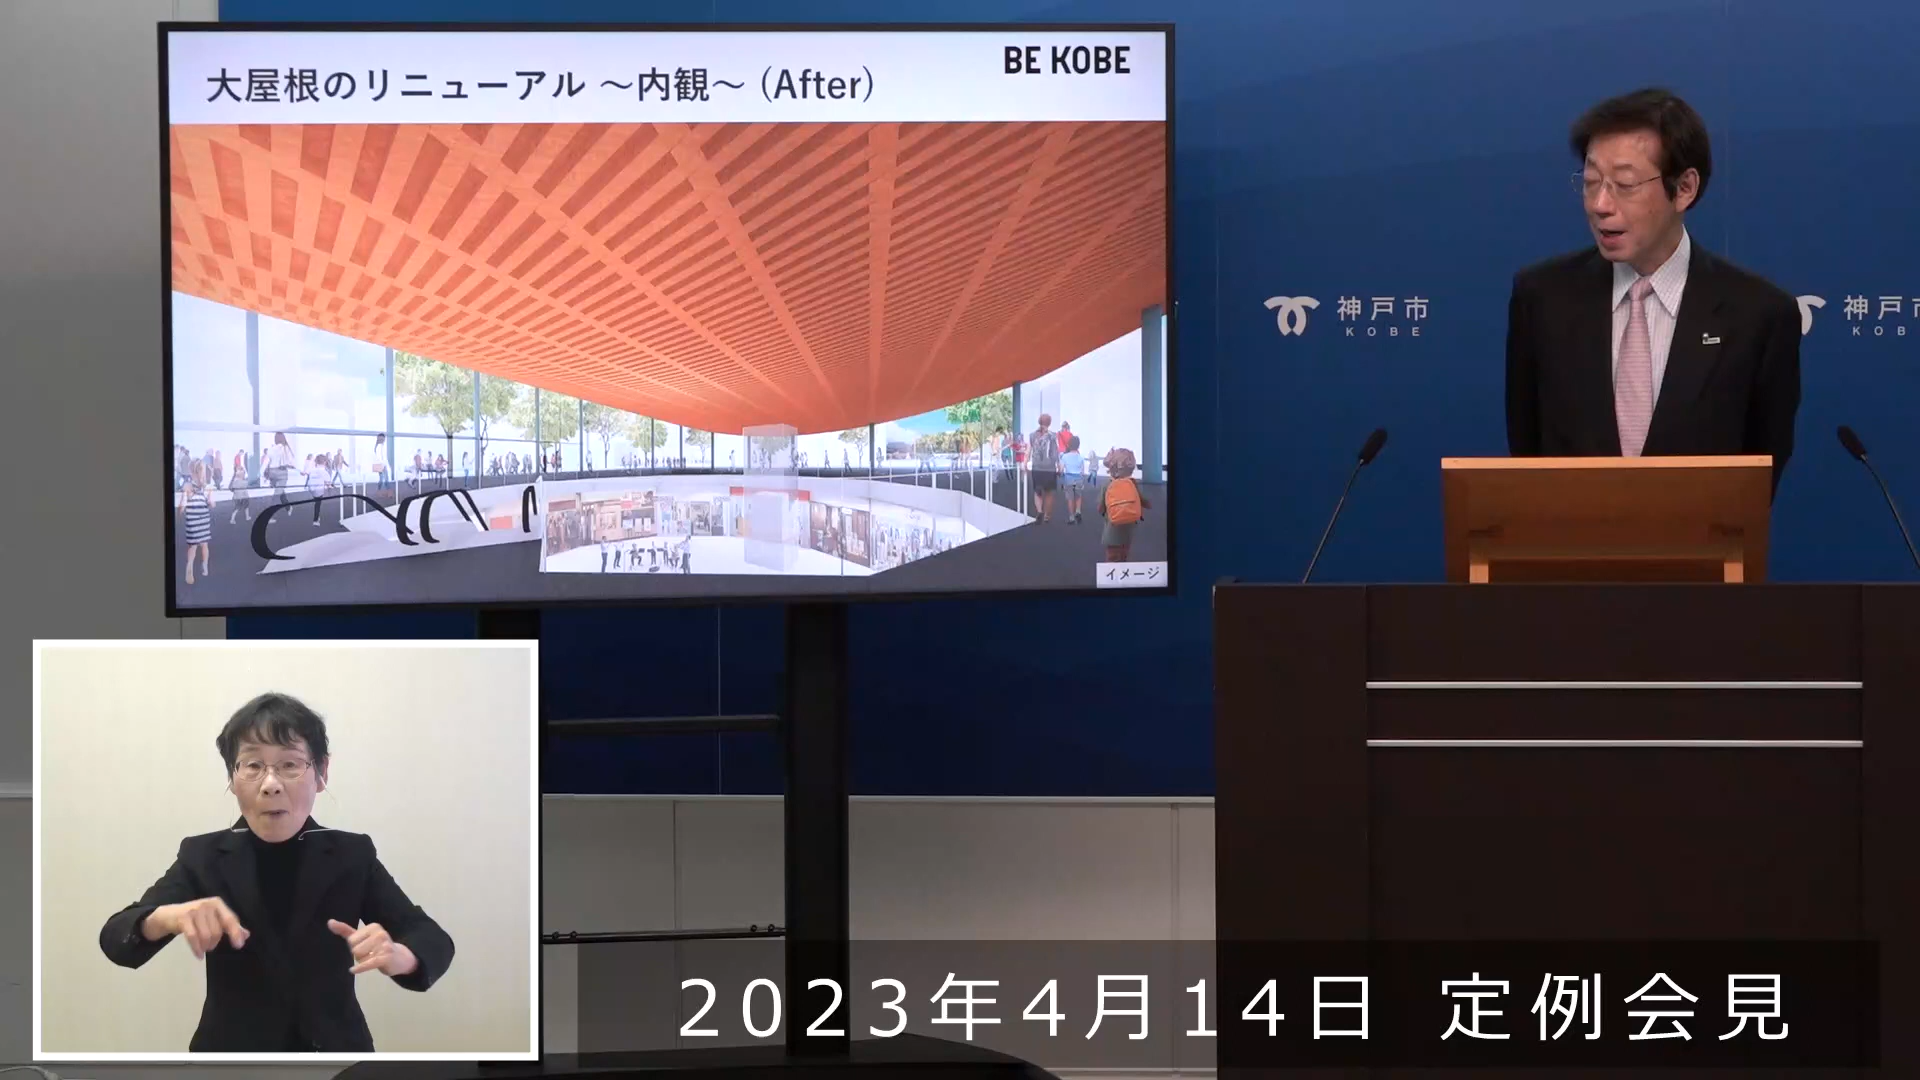 BE KOBE
大屋根のリニューアル ～内観～ (After)
イメージ
神戸市
KOBE
神戸市
KOB
2023年4月14日 定例会見